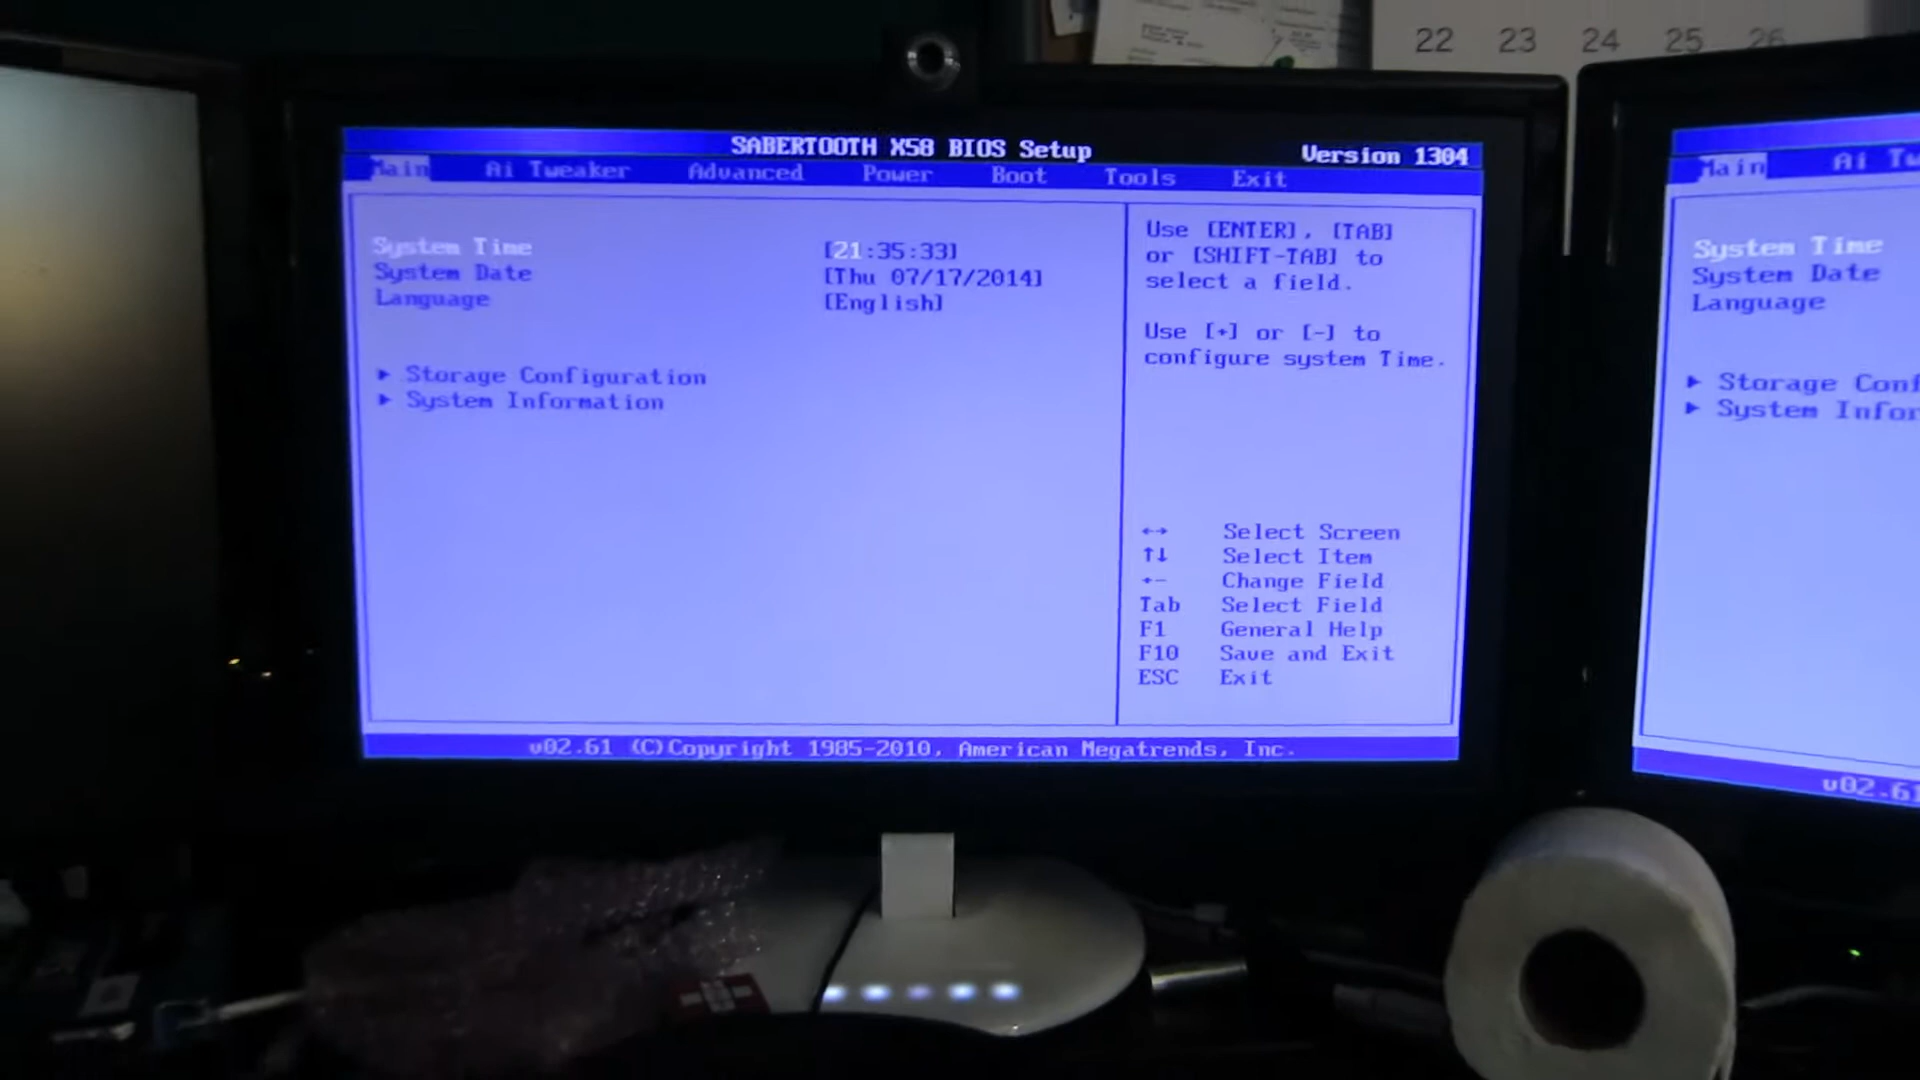 22 23 24 25 26
SABERTOOTH X58 BIOS Setup
Version 1304
Main Ai Tweaker Advanced Power Boot Tools Exit
System Time [21:35:33]
System Date [Thu 07/17/2014]
Language [English]
► Storage Configuration
► System Information
Use [ENTER], [TAB]
or [SHIFT-TAB] to
select a field.
Use [+] or [-] to
configure system Time.
←→ Select Screen
↑↓ Select Item
+- Change Field
Tab Select Field
F1 General Help
F10 Save and Exit
ESC Exit
v02.61 (C)Copyright 1985-2010, American Megatrends, Inc.
Main Ai Tw
System Time
System Date
Language
► Storage Conf
► System Infor
v02.61